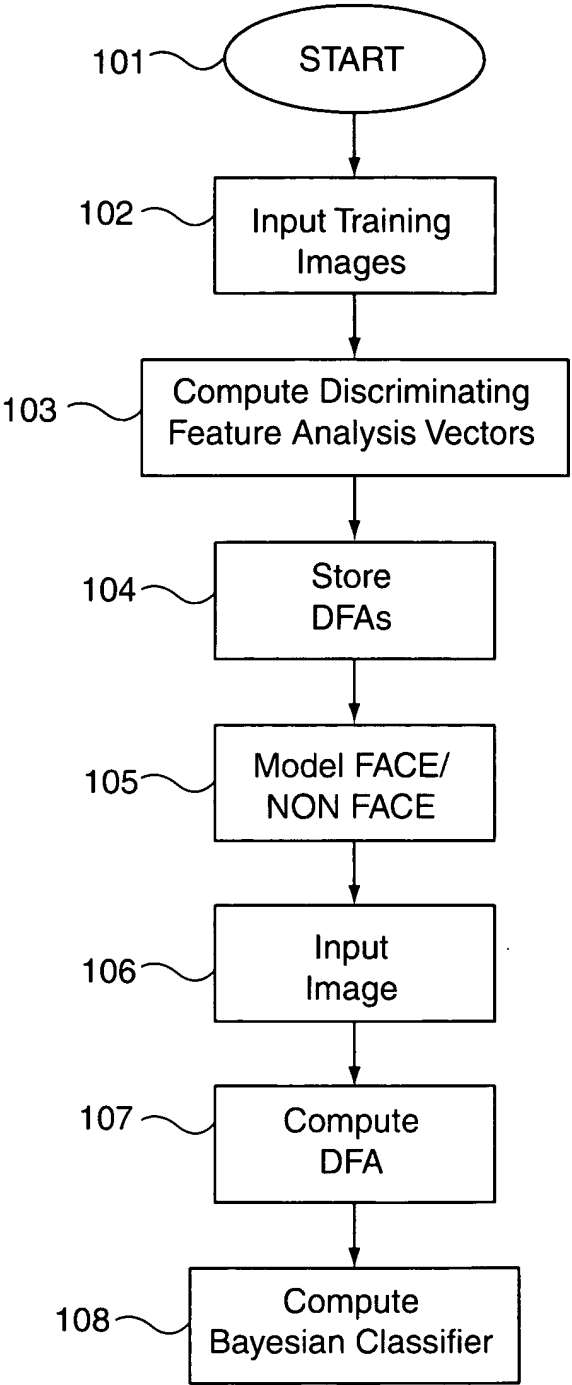 101
START
102
Input Training
Images
103
Compute Discriminating
Feature Analysis Vectors
104
Store
DFAs
105
Model FACE/
NON FACE
106
Input
Image
107
Compute
DFA
108
Compute
Bayesian Classifier